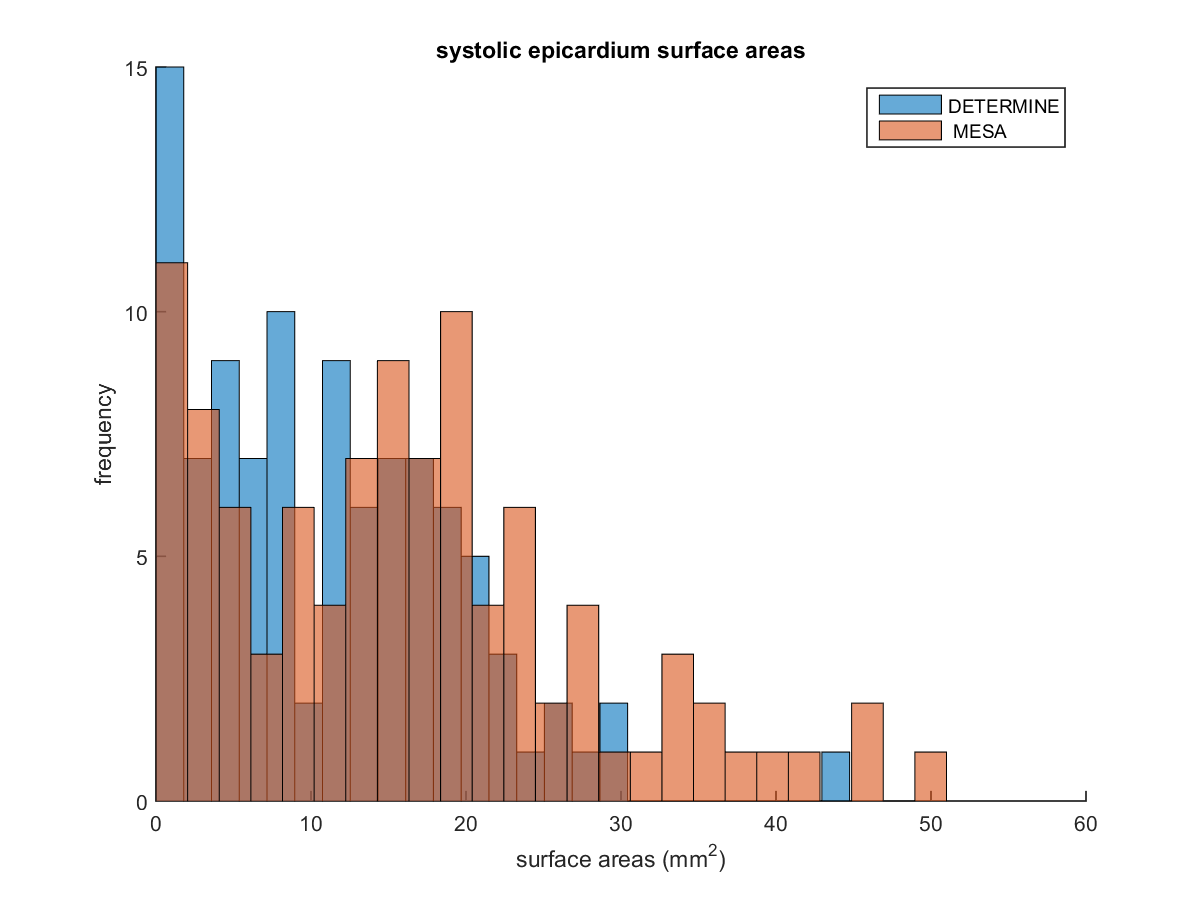 systolic epicardium surface areas
DETERMINE
MESA
15
10
5
0
frequency
0 10 20 30 40 50 60
surface areas (mm²)